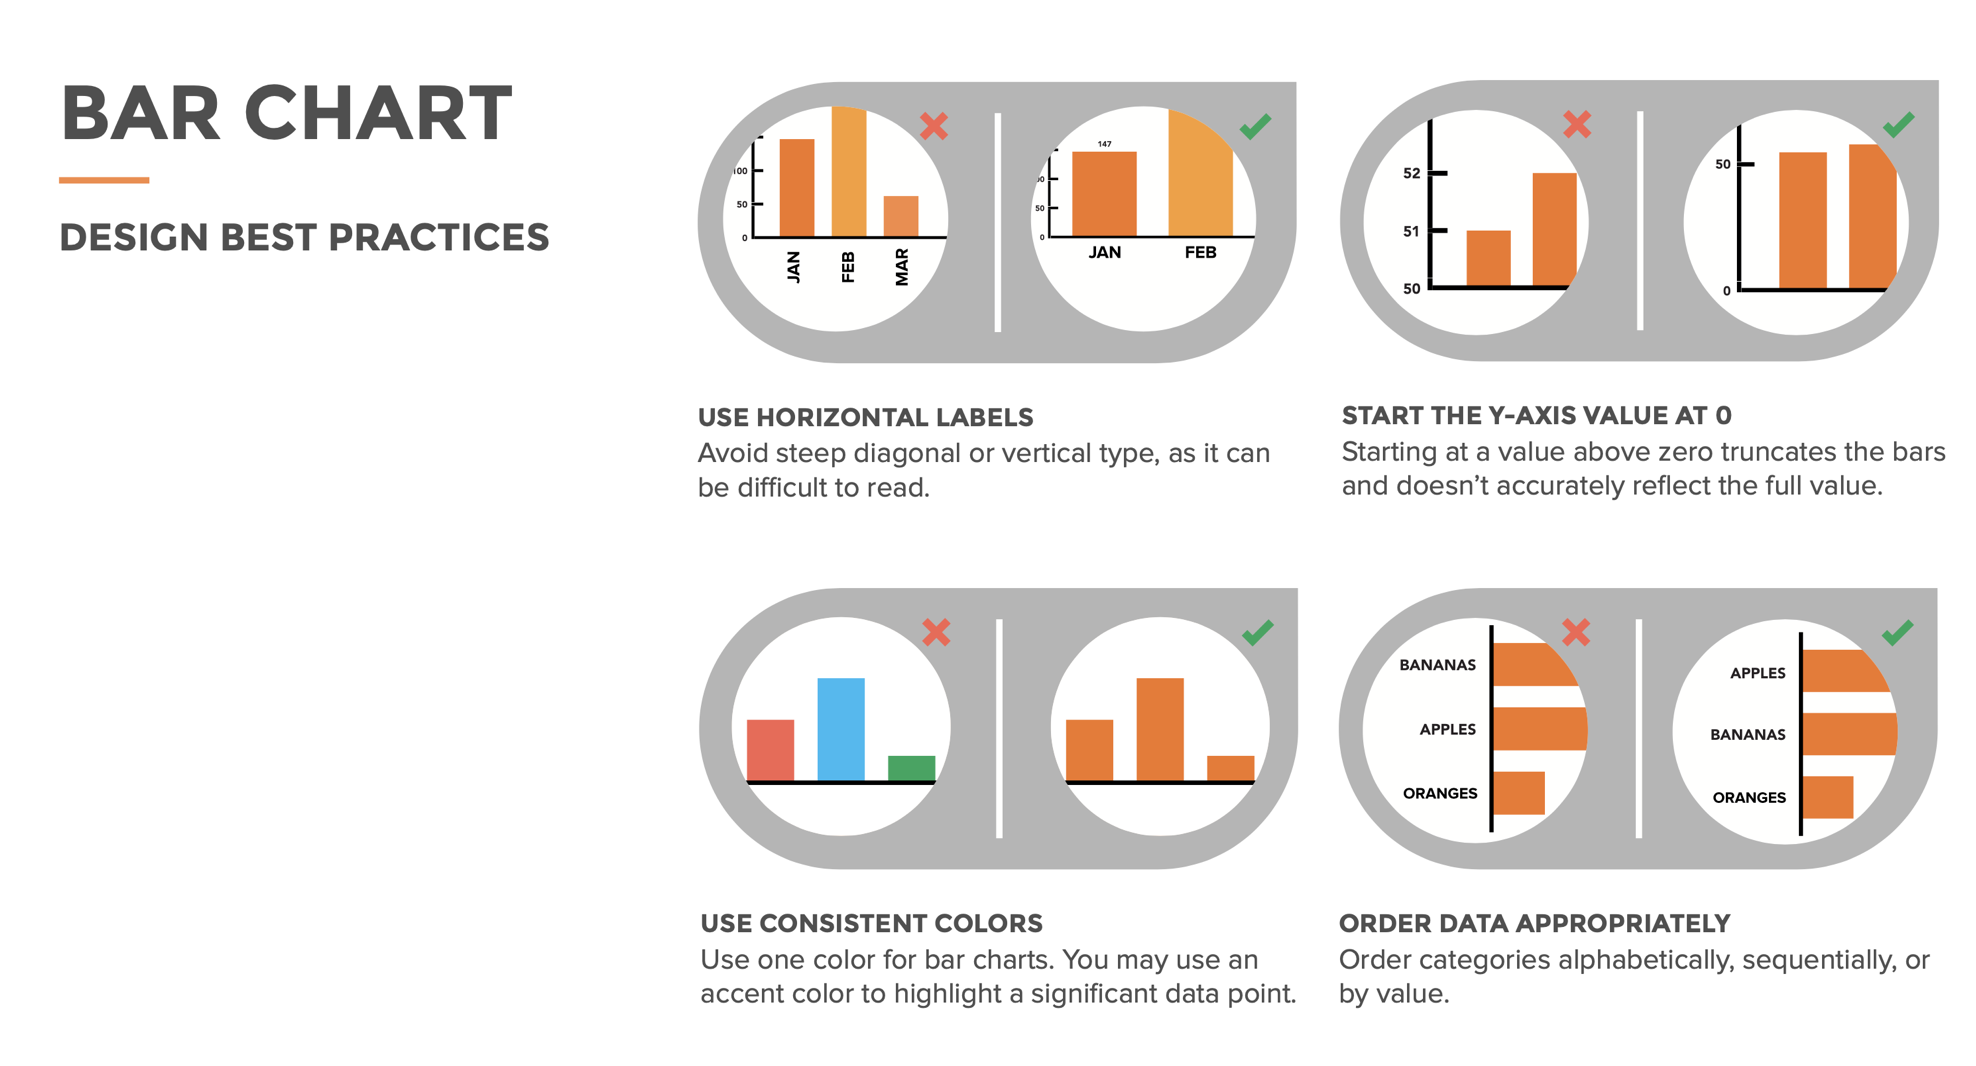 BAR CHART
DESIGN BEST PRACTICES
100
50
0
JAN
FEB
MAR
147
50
0
JAN
FEB
USE HORIZONTAL LABELS
Avoid steep diagonal or vertical type, as it can
be difficult to read.
52
51
50
50
0
START THE Y-AXIS VALUE AT 0
Starting at a value above zero truncates the bars
and doesn’t accurately reflect the full value.
USE CONSISTENT COLORS
Use one color for bar charts. You may use an
accent color to highlight a significant data point.
BANANAS
APPLES
ORANGES
APPLES
BANANAS
ORANGES
ORDER DATA APPROPRIATELY
Order categories alphabetically, sequentially, or
by value.